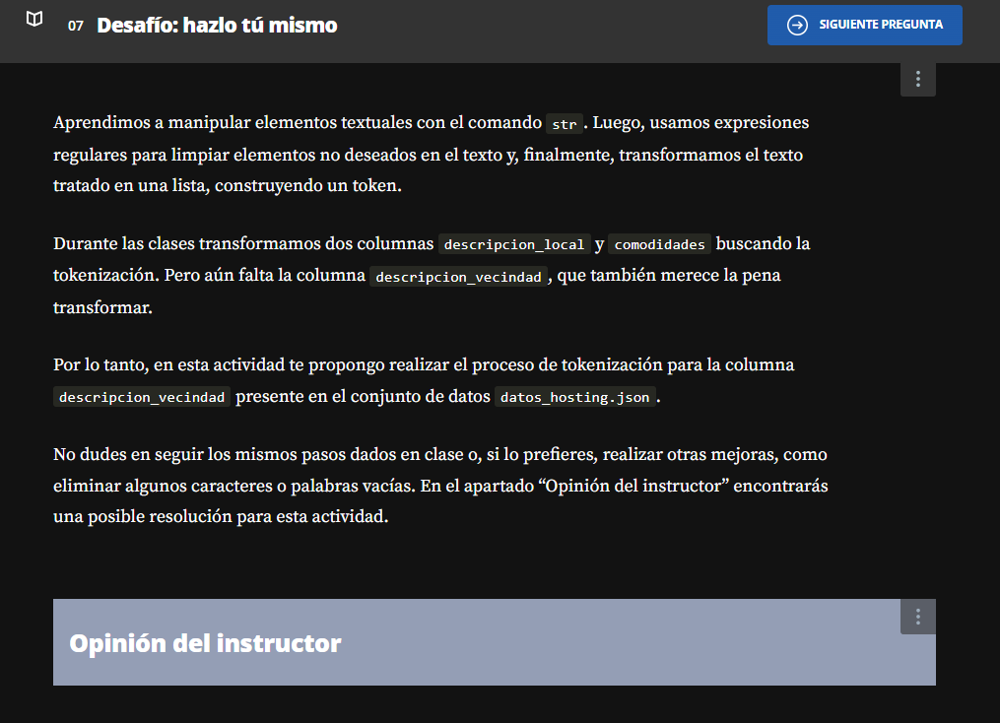 07 Desafío: hazlo tú mismo
SIGUIENTE PREGUNTA
Aprendimos a manipular elementos textuales con el comando str . Luego, usamos expresiones
regulares para limpiar elementos no deseados en el texto y, finalmente, transformamos el texto
tratado en una lista, construyendo un token.
Durante las clases transformamos dos columnas descripcion_local y comodidades buscando la
tokenización. Pero aún falta la columna descripcion_vecindad , que también merece la pena
transformar.
Por lo tanto, en esta actividad te propongo realizar el proceso de tokenización para la columna
descripcion_vecindad presente en el conjunto de datos datos_hosting.json .
No dudes en seguir los mismos pasos dados en clase o, si lo prefieres, realizar otras mejoras, como
eliminar algunos caracteres o palabras vacías. En el apartado “Opinión del instructor” encontrarás
una posible resolución para esta actividad.
Opinión del instructor